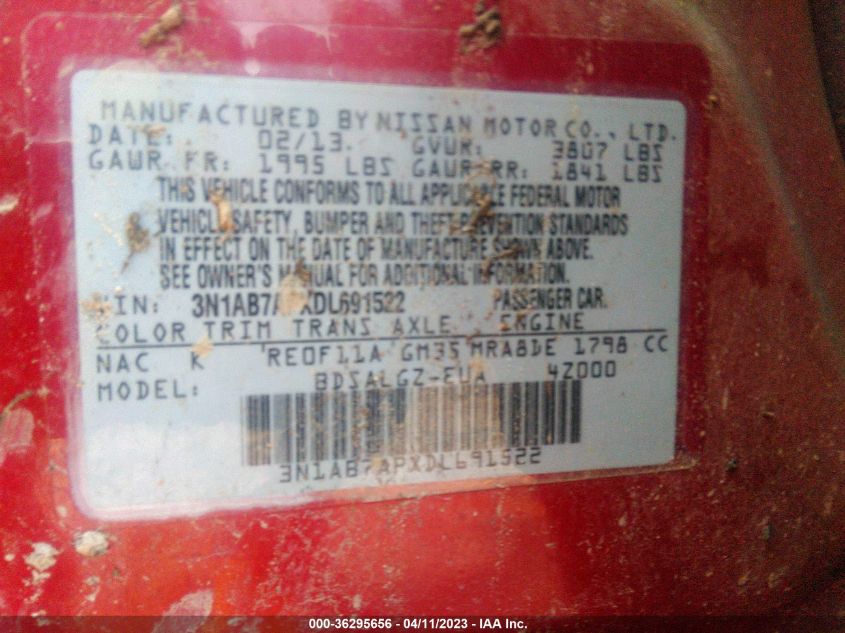 MANUFACTURED BY NISSAN MOTOR CO., LTD.
DATE: 02/13. GVWR: 3807 LBS
GAWR FR: 1995 LBS GAWR RR: 1841 LBS
THIS VEHICLE CONFORMS TO ALL APPLICABLE FEDERAL MOTOR
VEHICLE SAFETY, BUMPER AND THEFT PREVENTION STANDARDS
IN EFFECT ON THE DATE OF MANUFACTURE SHOWN ABOVE.
SEE OWNER'S MANUAL FOR ADDITIONAL INFORMATION.
VIN: 3N1AB7APXDL691522 PASSENGER CAR.
COLOR TRIM TRANS AXLE ENGINE
NAC K RE0F11A GM35 MRA8DE 1798 CC
MODEL: BDSALGZ-EUA 4Z000
3N1AB7APXDL691522
000-36295656 - 04/11/2023 - IAA Inc.